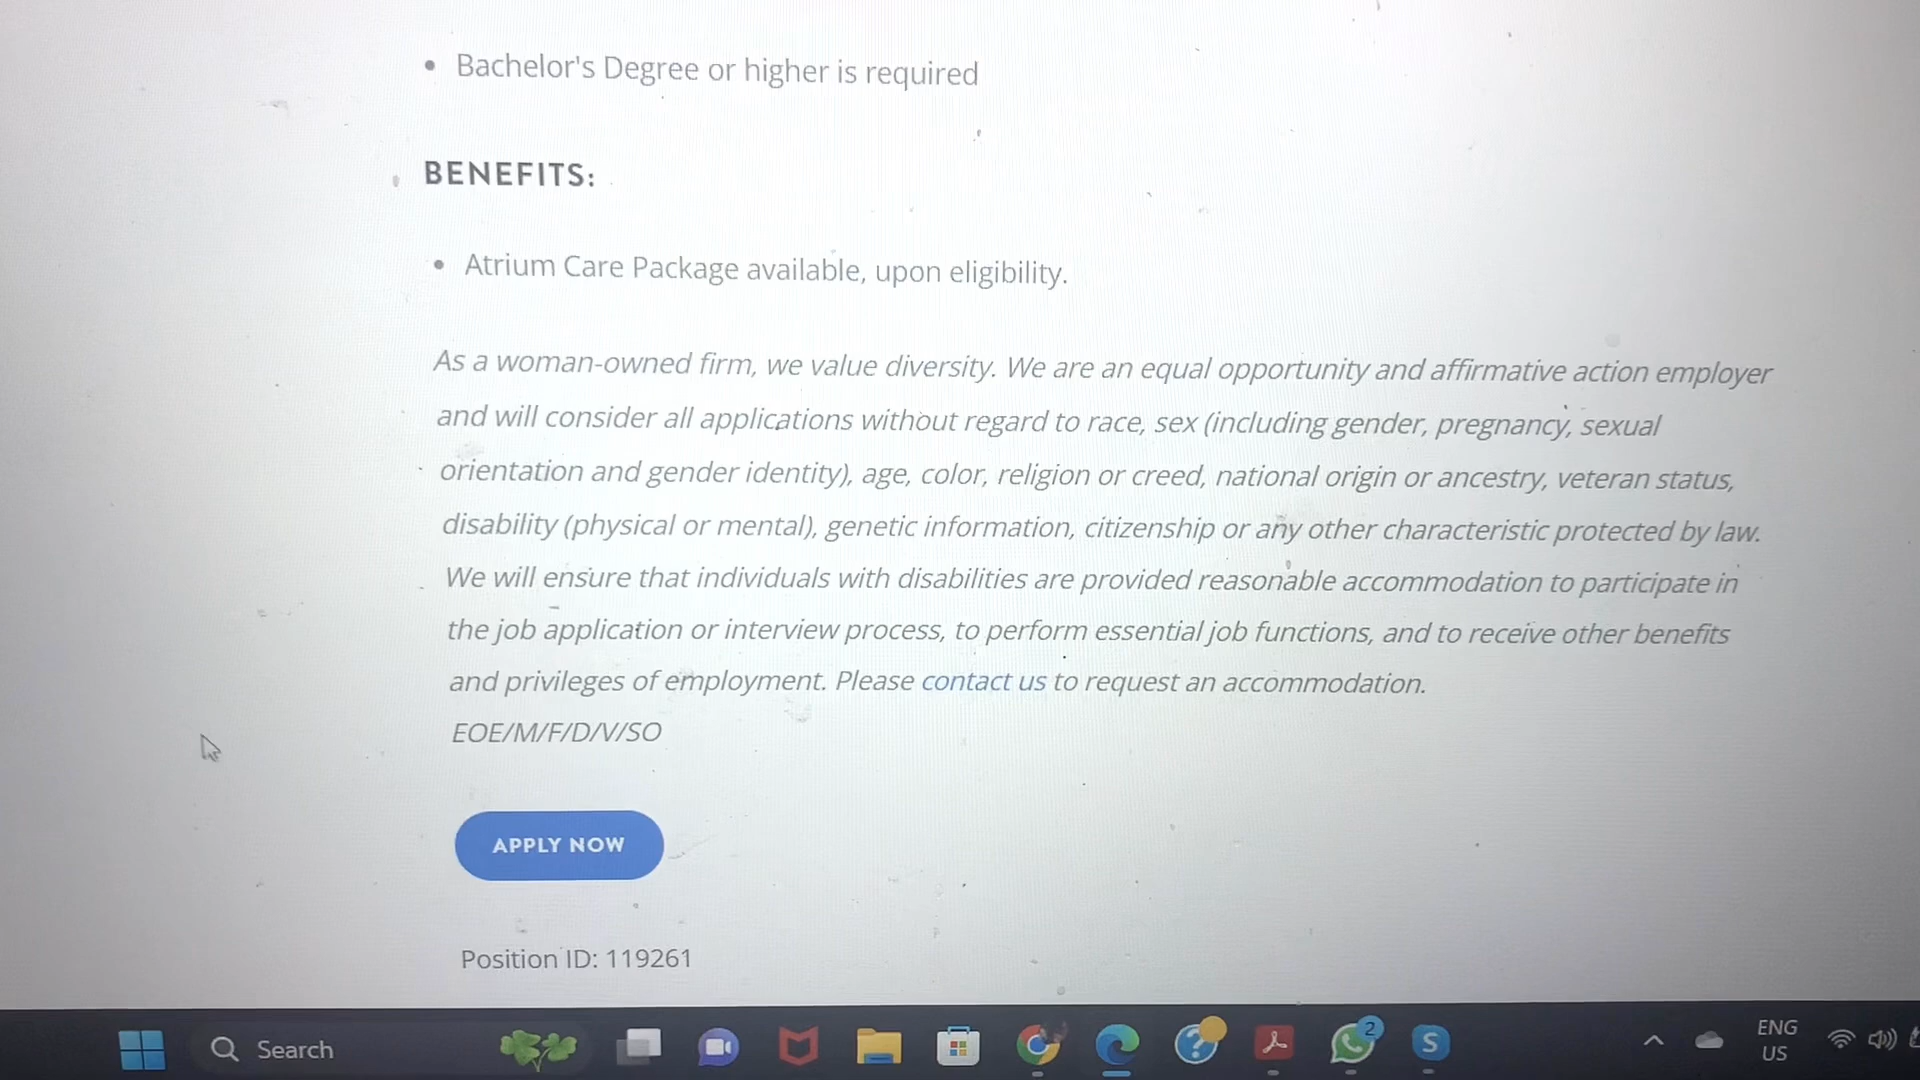 Bachelor's Degree or higher is required
BENEFITS:
Atrium Care Package available, upon eligibility.
As a woman-owned firm, we value diversity. We are an equal opportunity and affirmative action employer
and will consider all applications without regard to race, sex (including gender, pregnancy, sexual
orientation and gender identity), age, color, religion or creed, national origin or ancestry, veteran status,
disability (physical or mental), genetic information, citizenship or any other characteristic protected by law.
We will ensure that individuals with disabilities are provided reasonable accommodation to participate in
the job application or interview process, to perform essential job functions, and to receive other benefits
and privileges of employment. Please contact us to request an accommodation.
EOE/M/F/D/V/SO
APPLY NOW
Position ID: 119261
Search
2
S
ENG
US